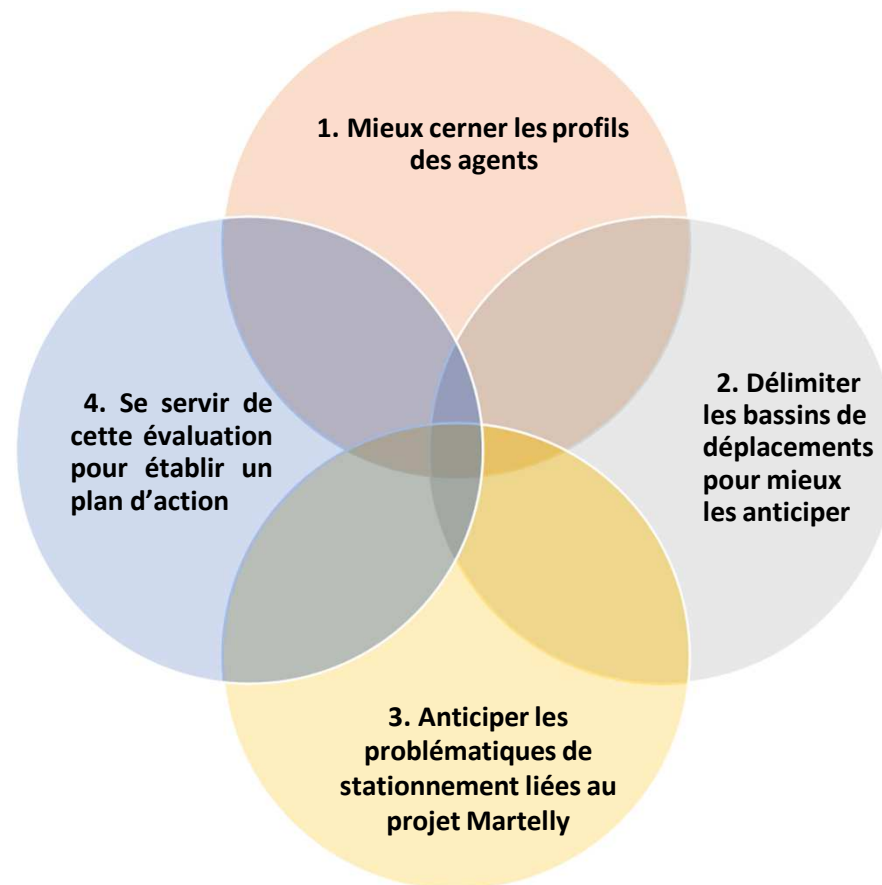 1. Mieux cerner les profils
des agents
2. Délimiter
les bassins de
déplacements
pour mieux
les anticiper
4. Se servir de
cette évaluation
pour établir un
plan d’action
3. Anticiper les
problématiques de
stationnement liées au
projet Martelly